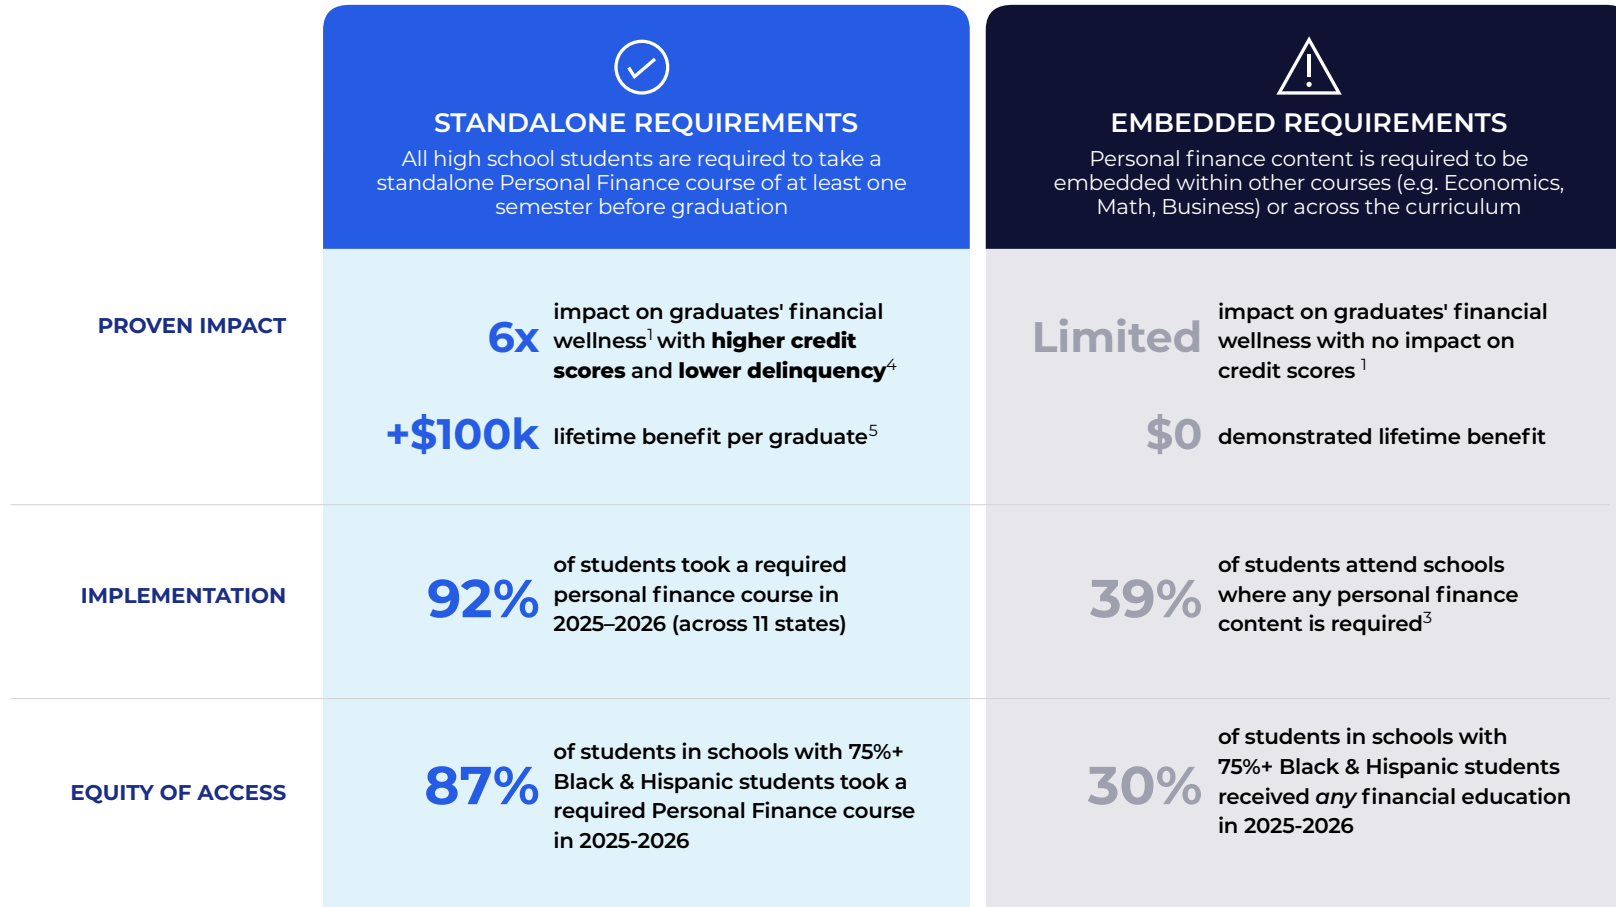 STANDALONE REQUIREMENTS
All high school students are required to take a
standalone Personal Finance course of at least one
semester before graduation
EMBEDDED REQUIREMENTS
Personal finance content is required to be
embedded within other courses (e.g. Economics,
Math, Business) or across the curriculum
PROVEN IMPACT
6x
impact on graduates' financial
wellness1 with higher credit
scores and lower delinquency4
+$100k
lifetime benefit per graduate5
Limited
impact on graduates' financial
wellness with no impact on
credit scores 1
$0
demonstrated lifetime benefit
IMPLEMENTATION
92%
of students took a required
personal finance course in
2025–2026 (across 11 states)
39%
of students attend schools
where any personal finance
content is required3
EQUITY OF ACCESS
87%
of students in schools with 75%+
Black & Hispanic students took a
required Personal Finance course
in 2025-2026
30%
of students in schools with
75%+ Black & Hispanic students
received any financial education
in 2025-2026